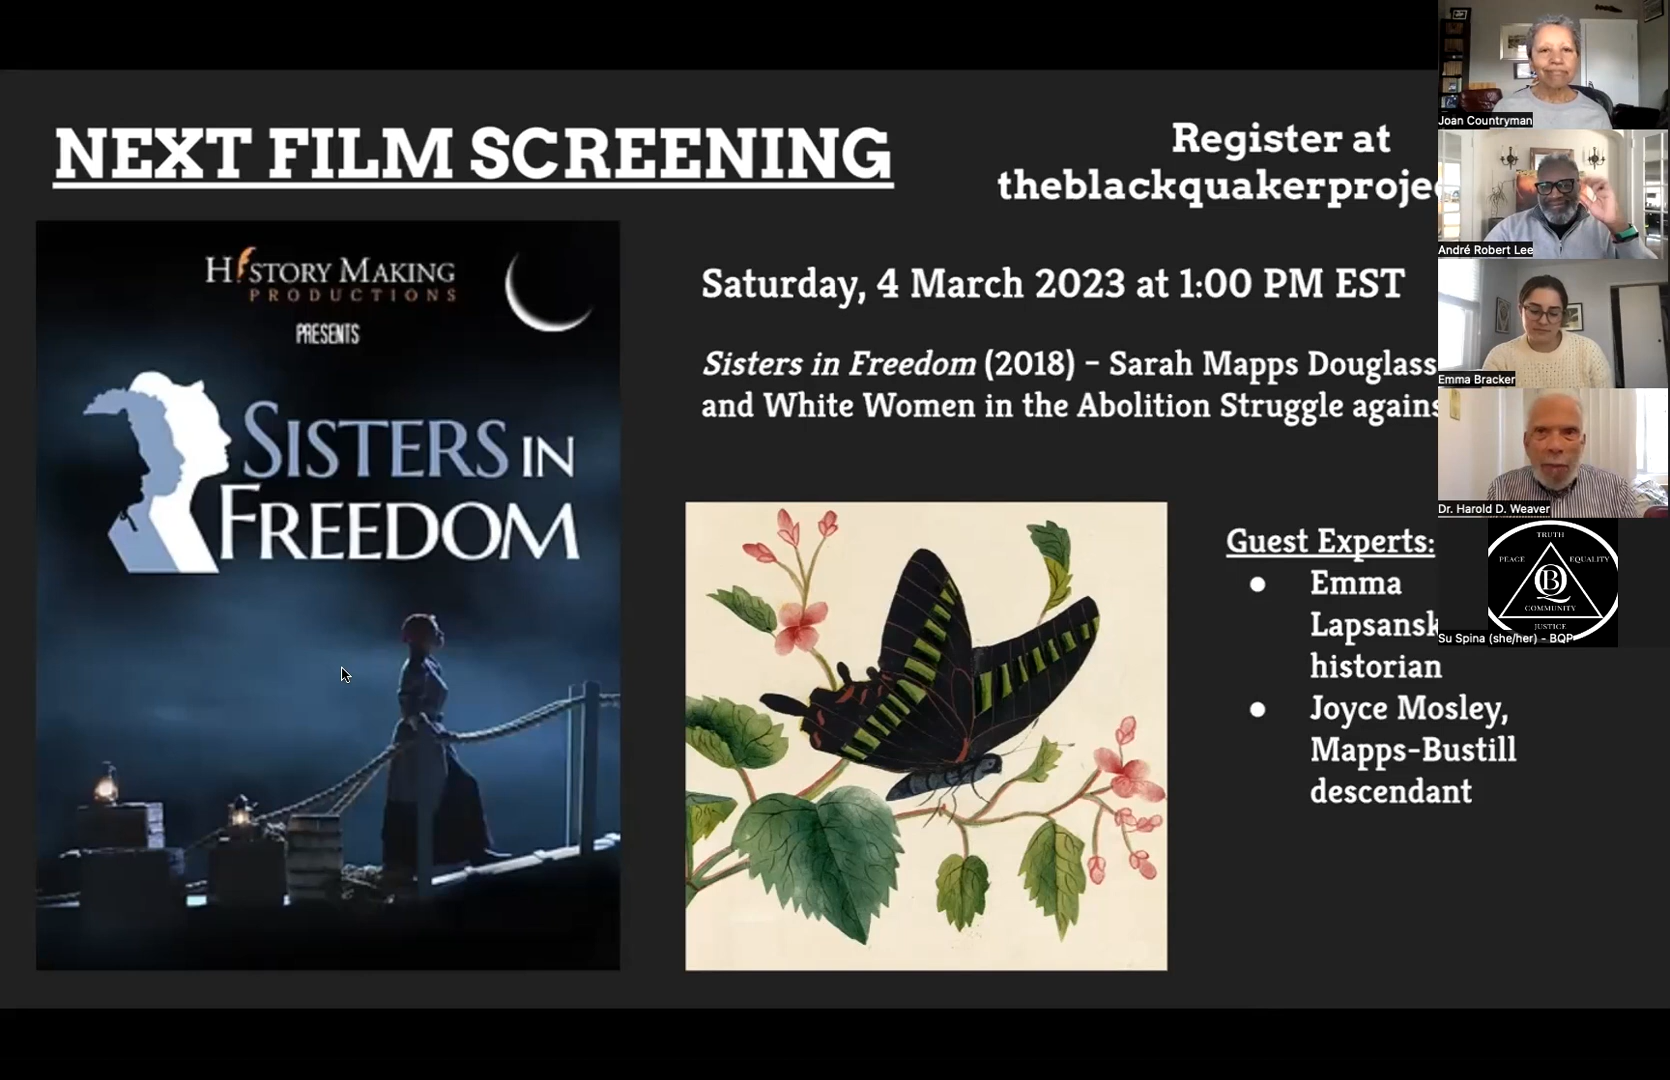 NEXT FILM SCREENING
Register at
theblackquakerproje
Saturday, 4 March 2023 at 1:00 PM EST
Sisters in Freedom (2018) – Sarah Mapps Douglass
and White Women in the Abolition Struggle agains
HISTORY MAKING
PRODUCTIONS
PRESENTS
SISTERS IN
FREEDOM
Guest Experts:
● Emma
Lapsansk
historian
● Joyce Mosley,
Mapps-Bustill
descendant
Joan Countryman
André Robert Lee
Emma Bracker
Dr. Harold D. Weaver
TRUTH
PEACE
EQUALITY
BQ
COMMUNITY
JUSTICE
Su Spina (she/her) - BQP